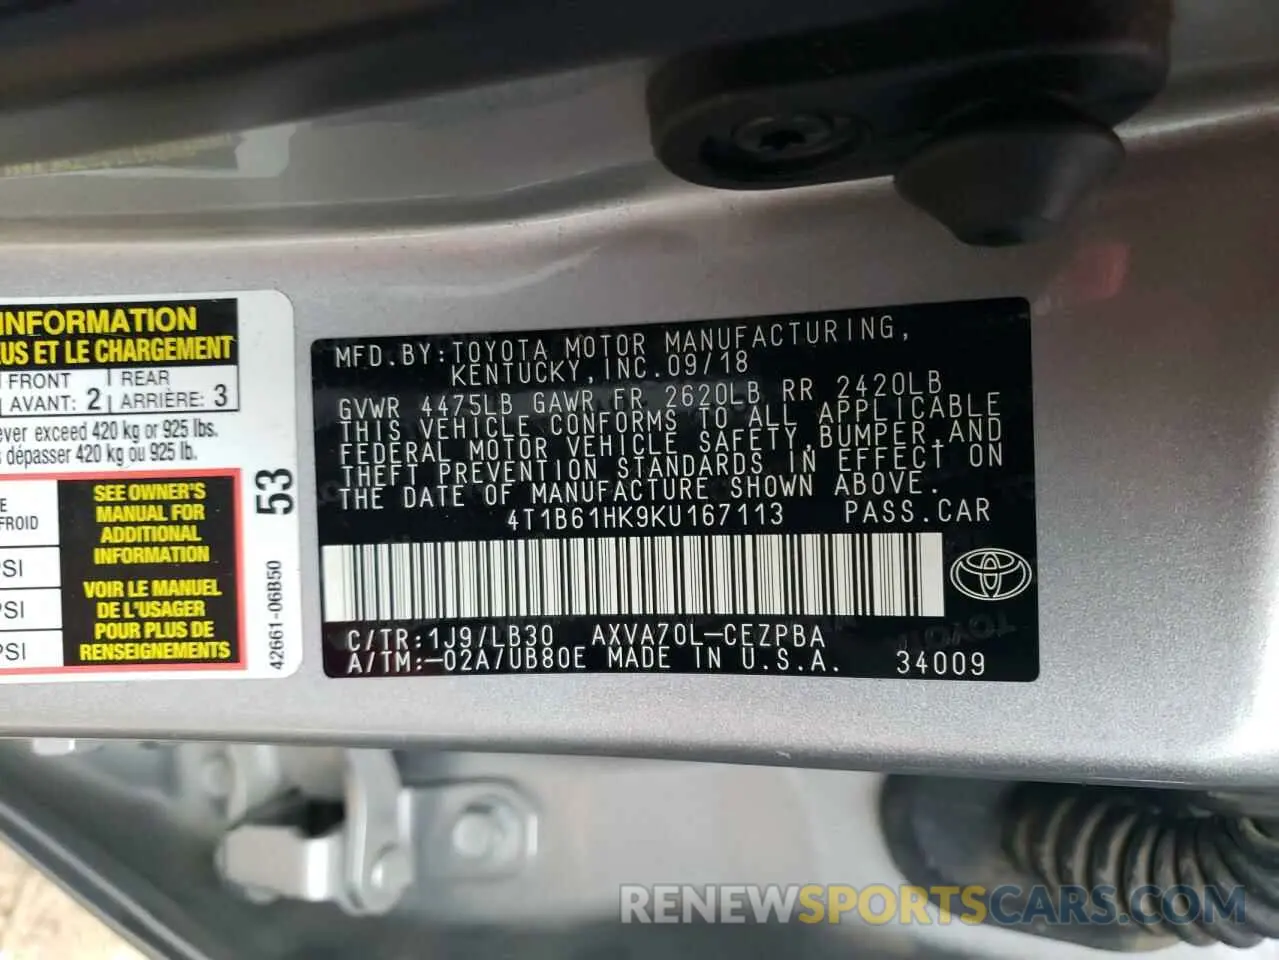 INFORMATION
US ET LE CHARGEMENT
FRONT REAR
AVANT: 2 ARRIÈRE: 3
ever exceed 420 kg or 925 lbs.
dépasser 420 kg ou 925 lb.
FROID
PSI
PSI
PSI
SEE OWNER'S
MANUAL FOR
ADDITIONAL
INFORMATION
VOIR LE MANUEL
DE L'USAGER
POUR PLUS DE
RENSEIGNEMENTS
53
42661-06B50
MFD.BY:TOYOTA MOTOR MANUFACTURING,
KENTUCKY,INC.09/18
GVWR 4475LB GAWR FR 2620LB RR 2420LB
THIS VEHICLE CONFORMS TO ALL APPLICABLE
FEDERAL MOTOR VEHICLE SAFETY,BUMPER,AND
THEFT PREVENTION STANDARDS IN EFFECT ON
THE DATE OF MANUFACTURE SHOWN ABOVE.
4T1B61HK9KU167113 PASS.CAR
C/TR:1J9/LB30 AXVA70L-CEZPBA
A/TM:-02A/UB80E MADE IN U.S.A. 34009
RENEWSPORTSCARS.COM